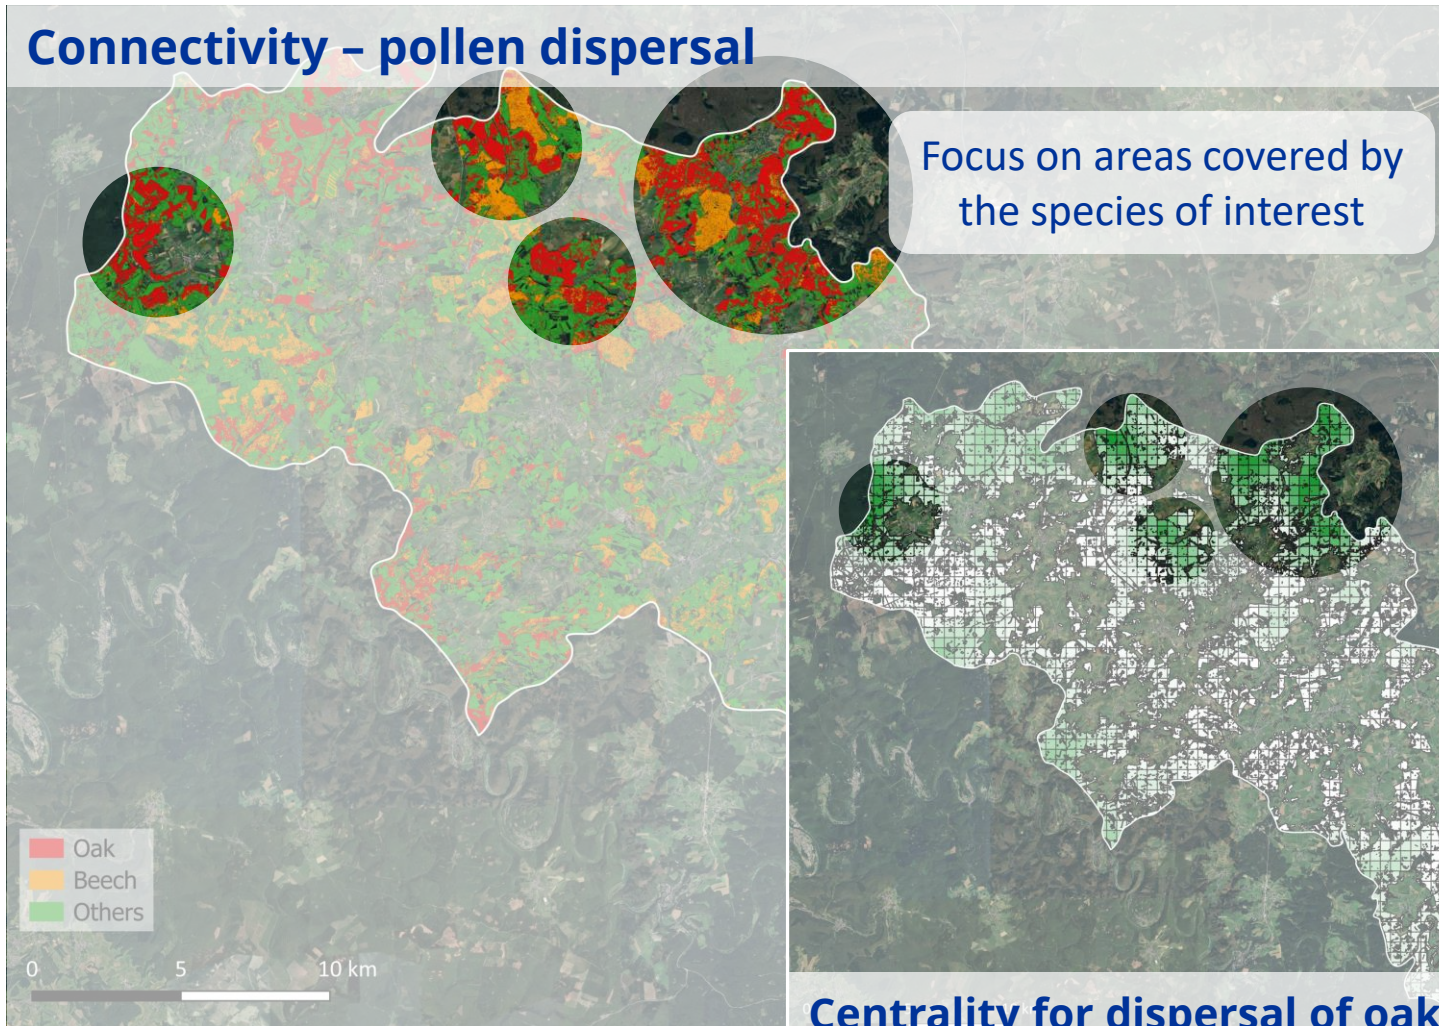 Connectivity – pollen dispersal
Focus on areas covered by
the species of interest
Oak
Beech
Others
0 5 10 km
Centrality for dispersal of oak